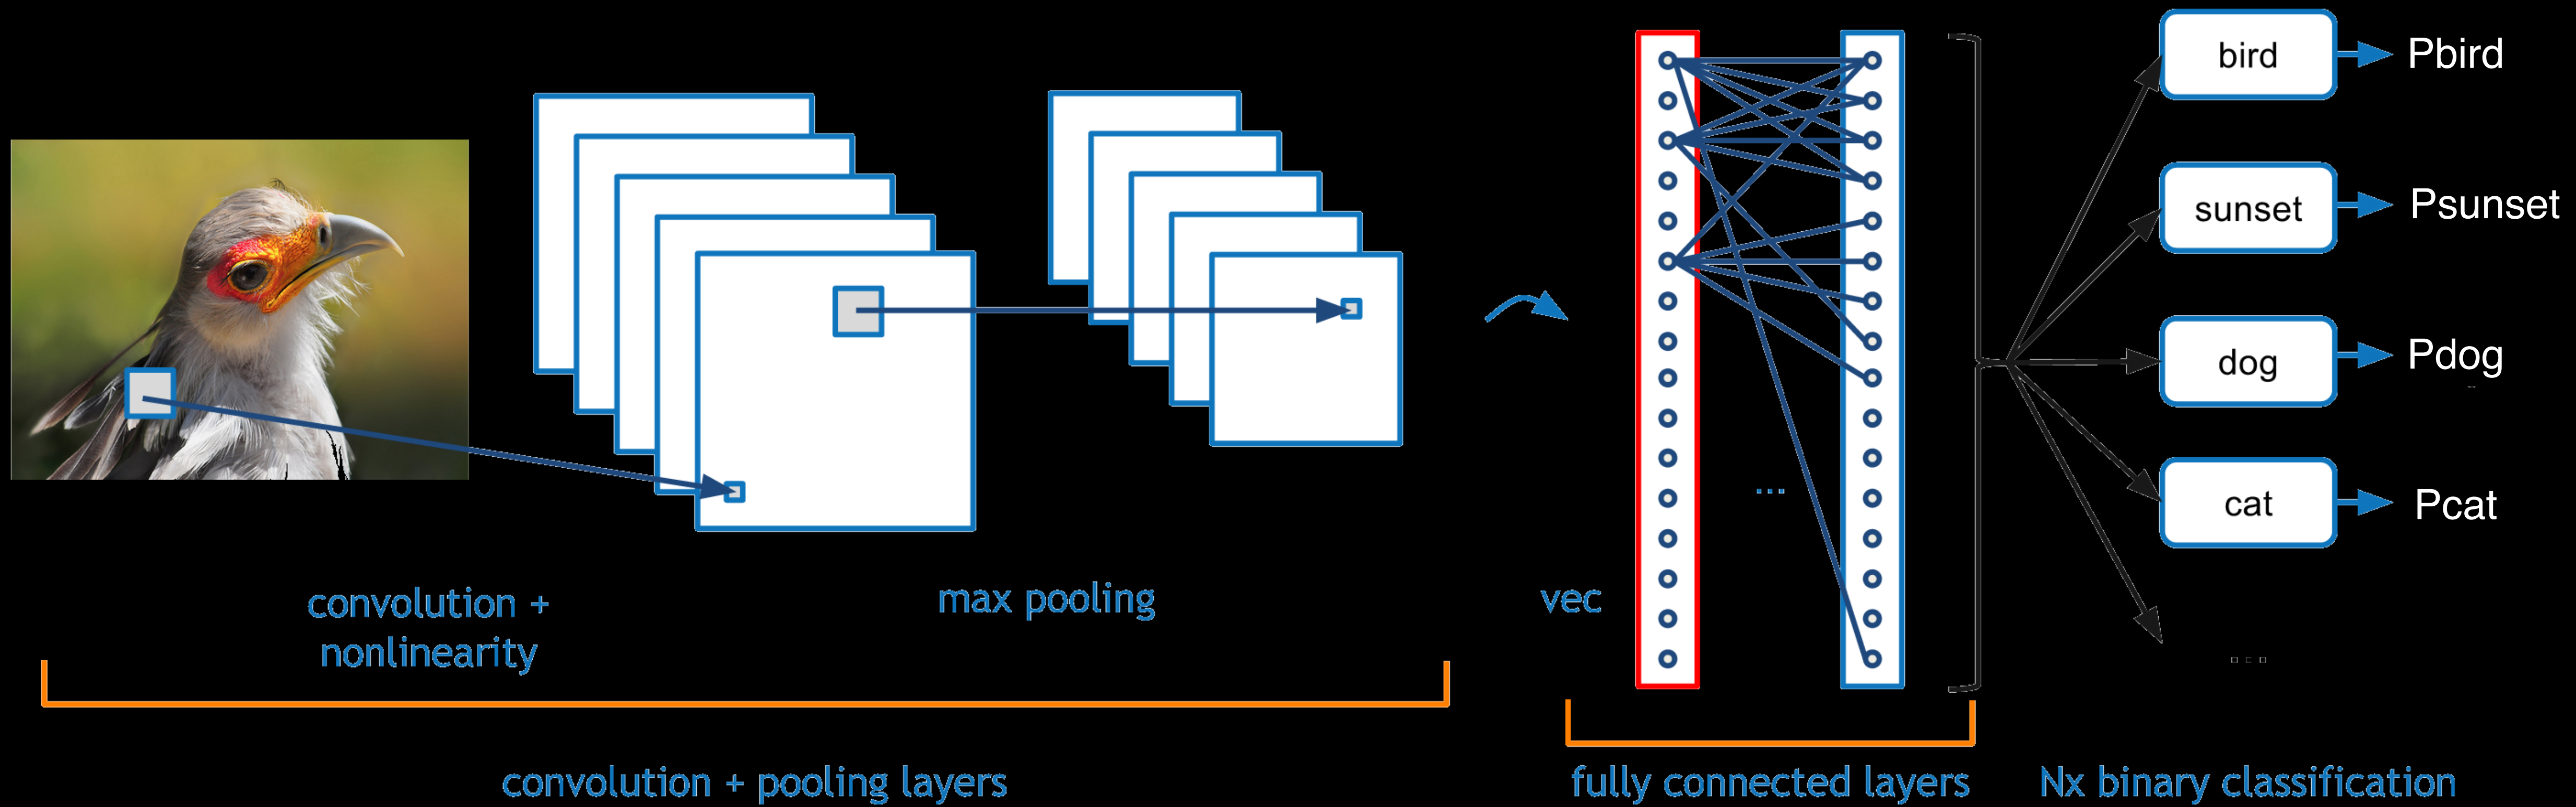 bird
Pbird
sunset
Psunset
dog
Pdog
cat
Pcat
...
...
convolution +
nonlinearity
max pooling
vec
convolution + pooling layers
fully connected layers
Nx binary classification